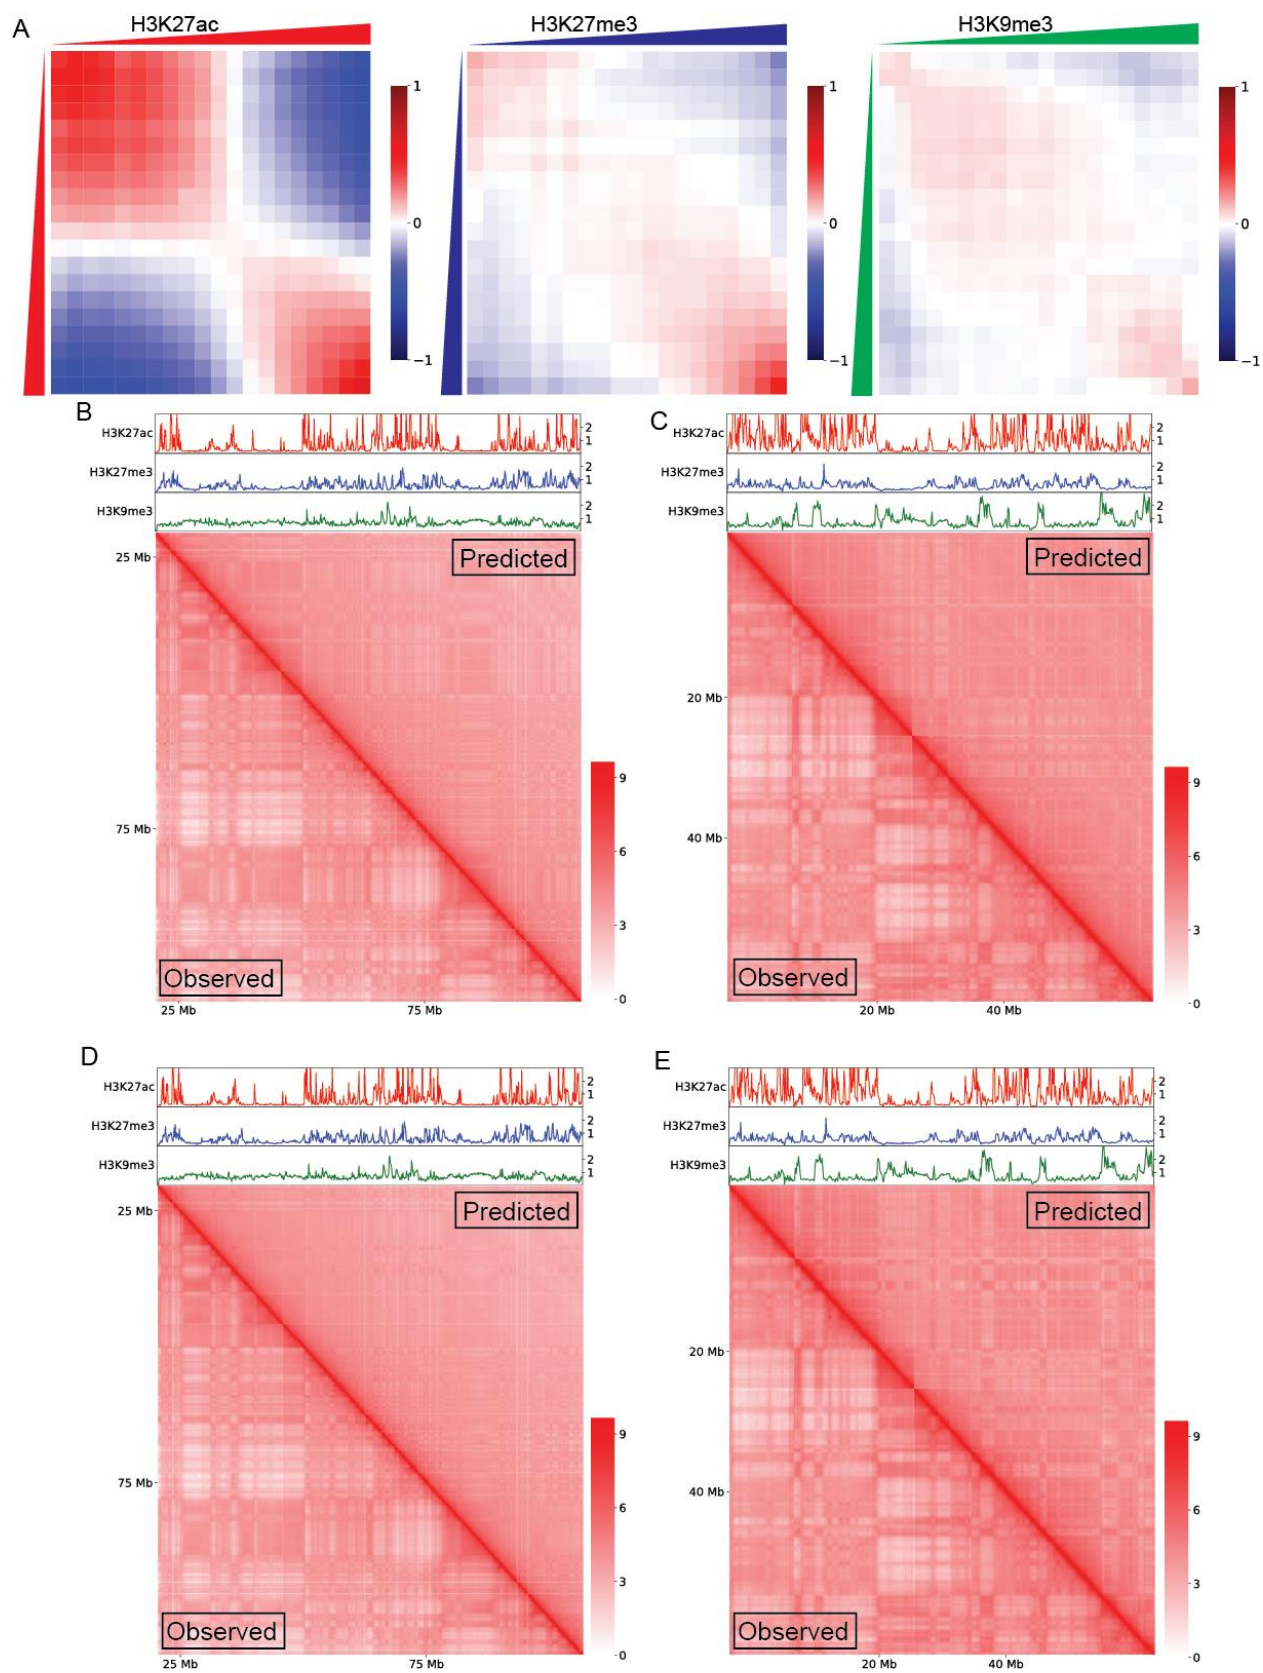 A
H3K27ac
H3K27me3
H3K9me3
1
0
−1
1
0
−1
1
0
−1
B
H3K27ac
2
1
H3K27me3
2
1
H3K9me3
2
1
Predicted
25 Mb
75 Mb
Observed
25 Mb
75 Mb
9
6
3
0
C
H3K27ac
2
1
H3K27me3
2
1
H3K9me3
2
1
Predicted
20 Mb
40 Mb
Observed
20 Mb
40 Mb
9
6
3
0
D
H3K27ac
2
1
H3K27me3
2
1
H3K9me3
2
1
Predicted
25 Mb
75 Mb
Observed
25 Mb
75 Mb
9
6
3
0
E
H3K27ac
2
1
H3K27me3
2
1
H3K9me3
2
1
Predicted
20 Mb
40 Mb
Observed
20 Mb
40 Mb
9
6
3
0